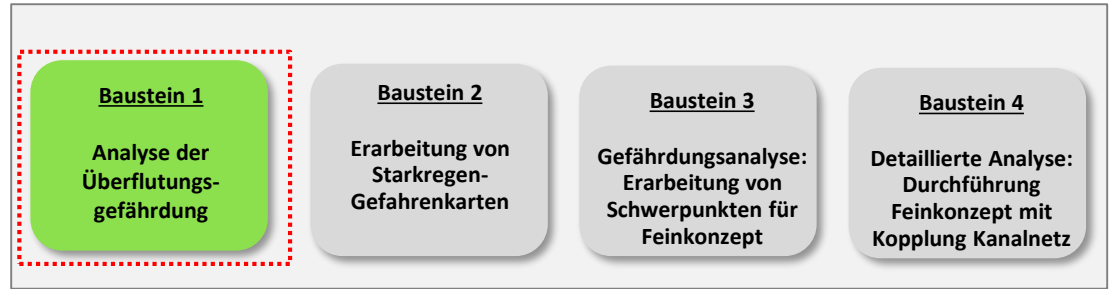 Baustein 1
Analyse der
Überflutungs-
gefährdung
Baustein 2
Erarbeitung von
Starkregen-
Gefahrenkarten
Baustein 3
Gefährdungsanalyse:
Erarbeitung von
Schwerpunkten für
Feinkonzept
Baustein 4
Detaillierte Analyse:
Durchführung
Feinkonzept mit
Kopplung Kanalnetz